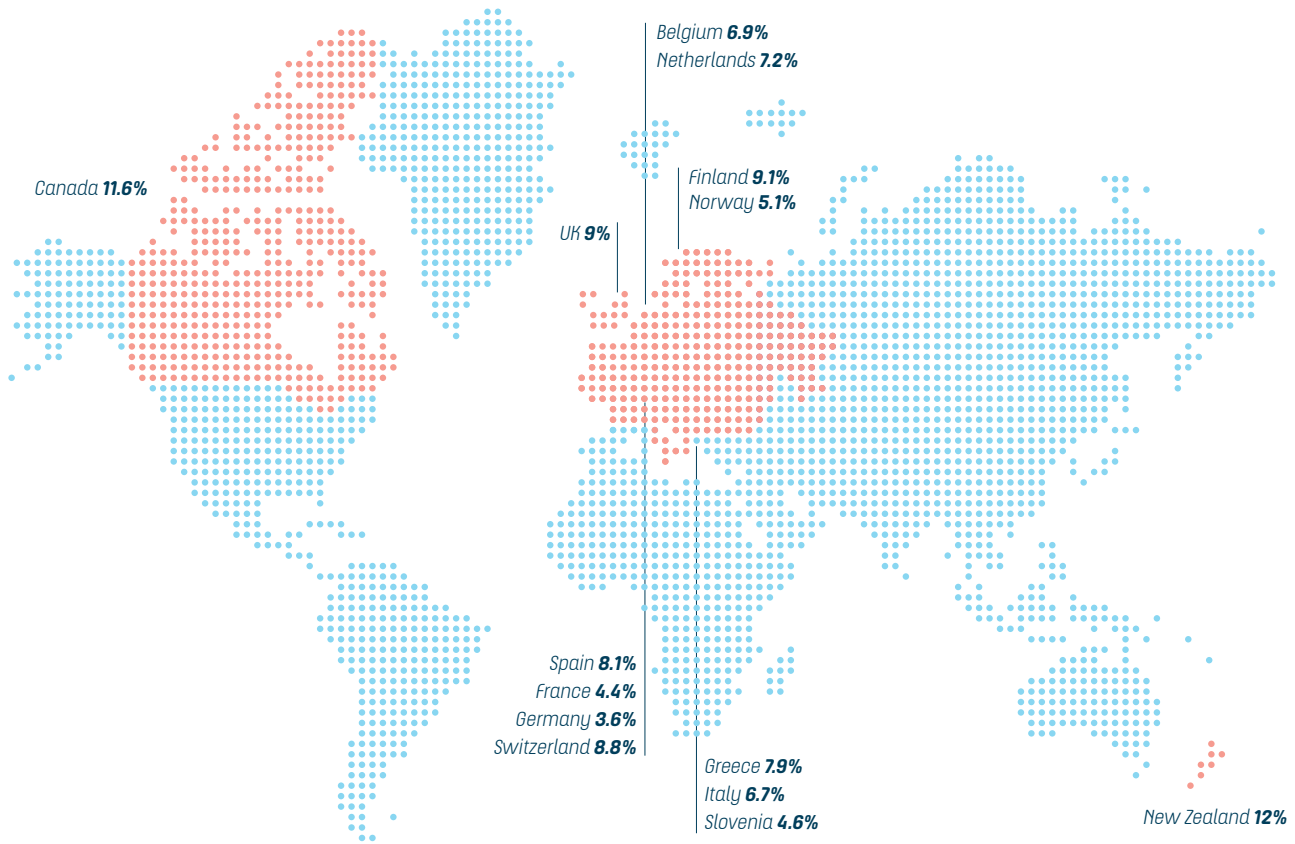 Belgium 6.9%
Netherlands 7.2%
Canada 11.6%
Finland 9.1%
Norway 5.1%
UK 9%
Spain 8.1%
France 4.4%
Germany 3.6%
Switzerland 8.8%
Greece 7.9%
Italy 6.7%
Slovenia 4.6%
New Zealand 12%